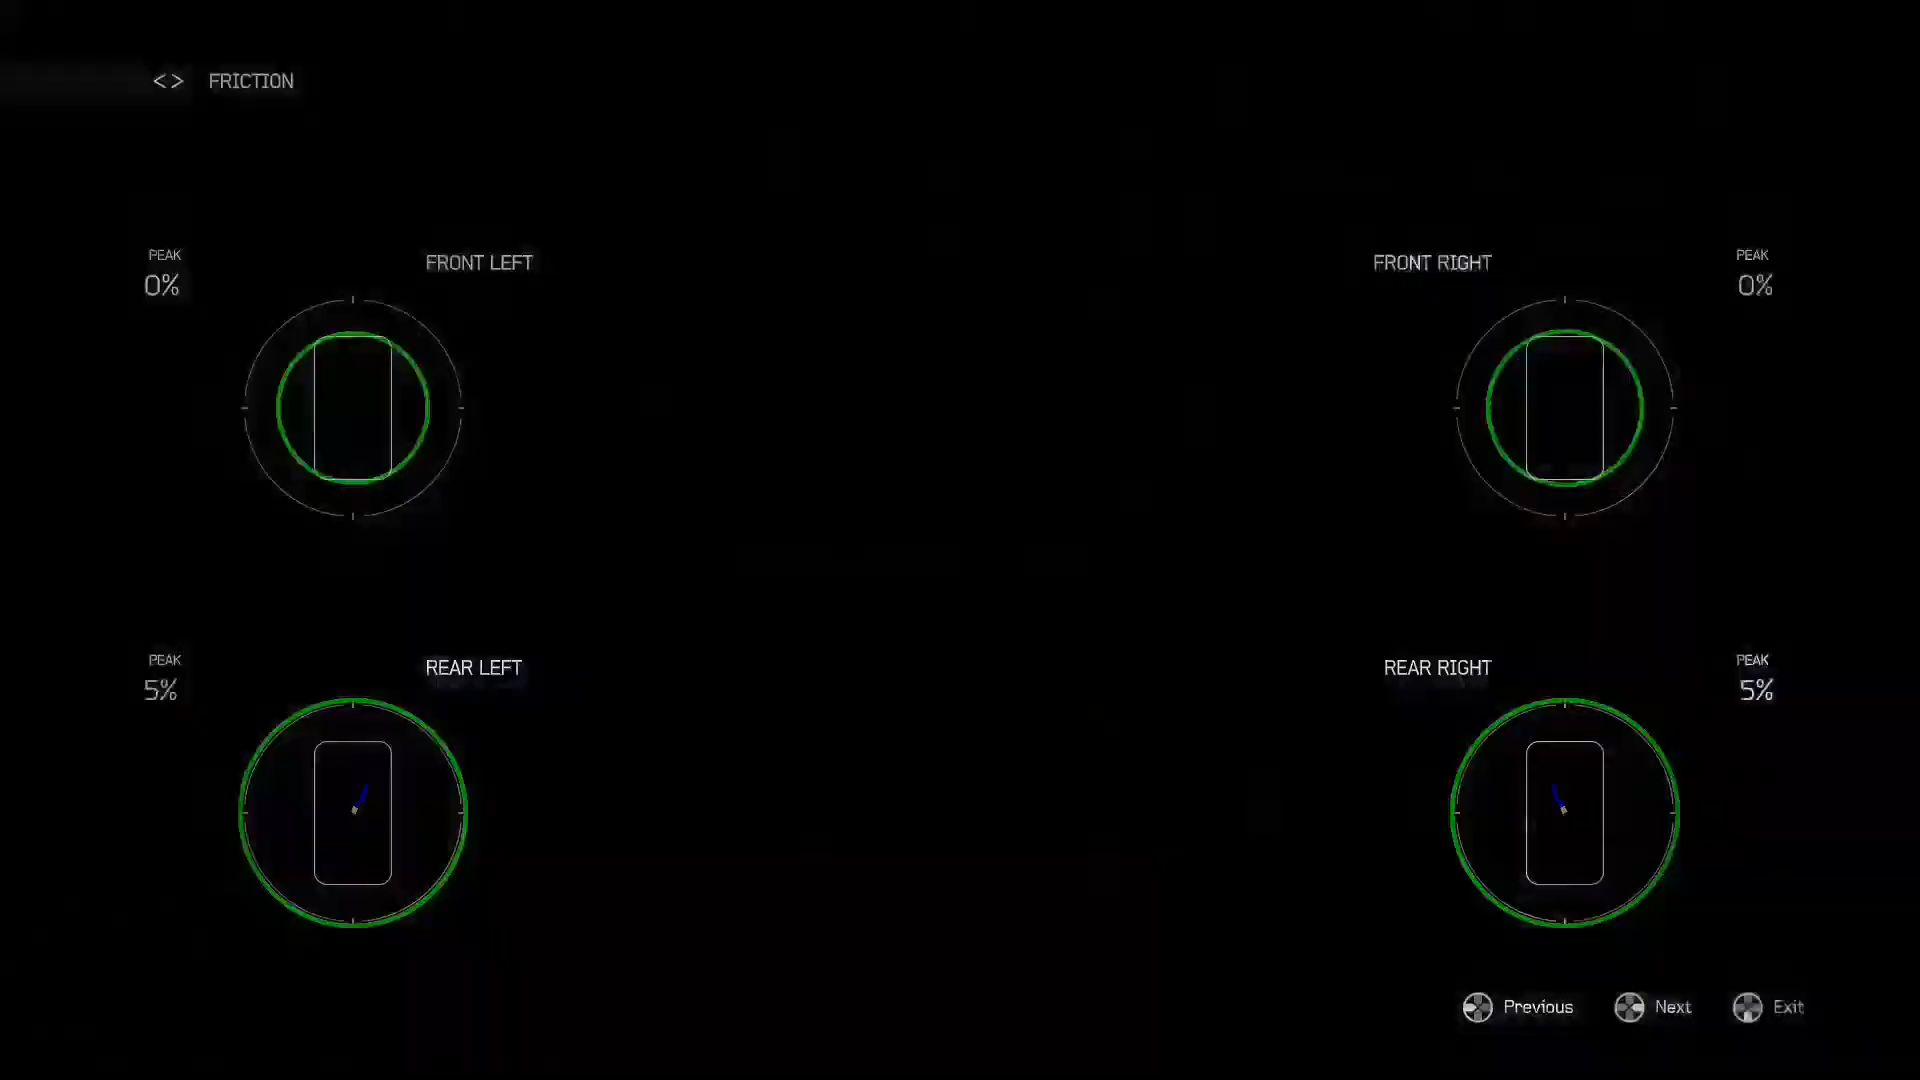 <> FRICTION
PEAK
0%
FRONT LEFT
FRONT RIGHT
PEAK
0%
PEAK
5%
REAR LEFT
REAR RIGHT
PEAK
5%
Previous Next Exit